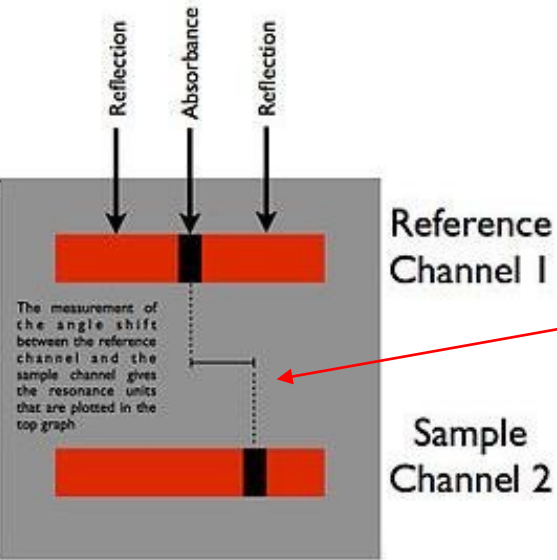 Reflection
Absorbance
Reflection
Reference
Channel 1
The measurement of
the angle shift
between the reference
channel and the
sample channel gives
the resonance units
that are plotted in the
top graph
Sample
Channel 2